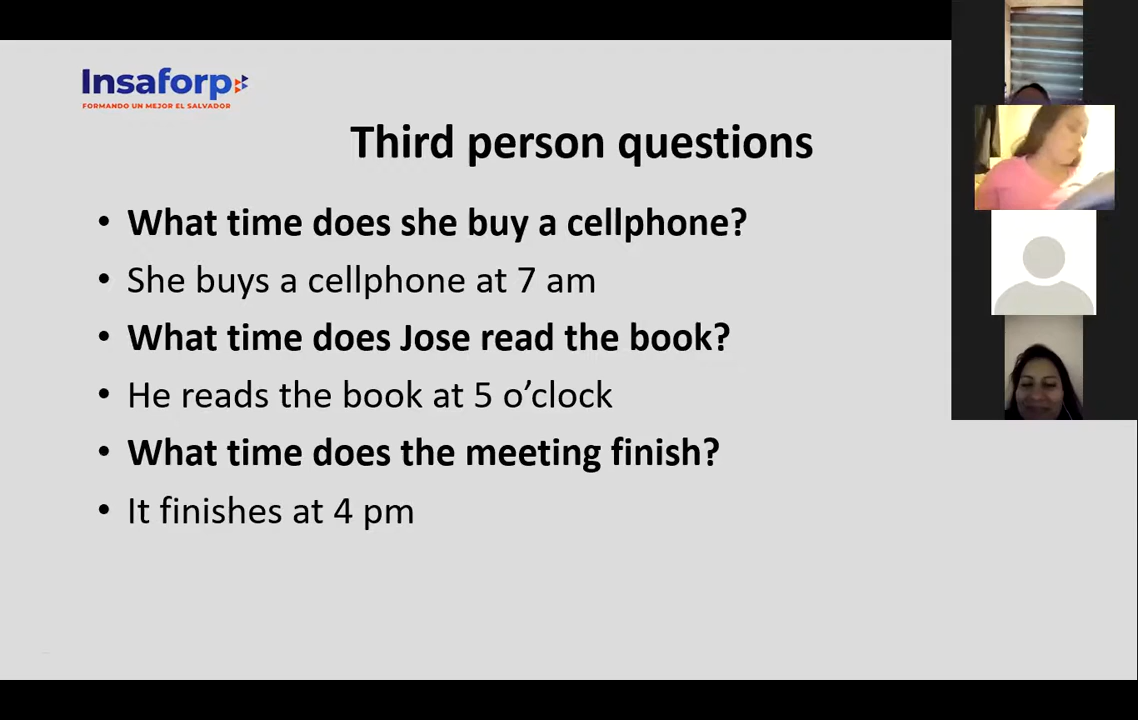 Insaforp
FORMANDO UN MEJOR EL SALVADOR
Third person questions
• What time does she buy a cellphone?
• She buys a cellphone at 7 am
• What time does Jose read the book?
• He reads the book at 5 o’clock
• What time does the meeting finish?
• It finishes at 4 pm